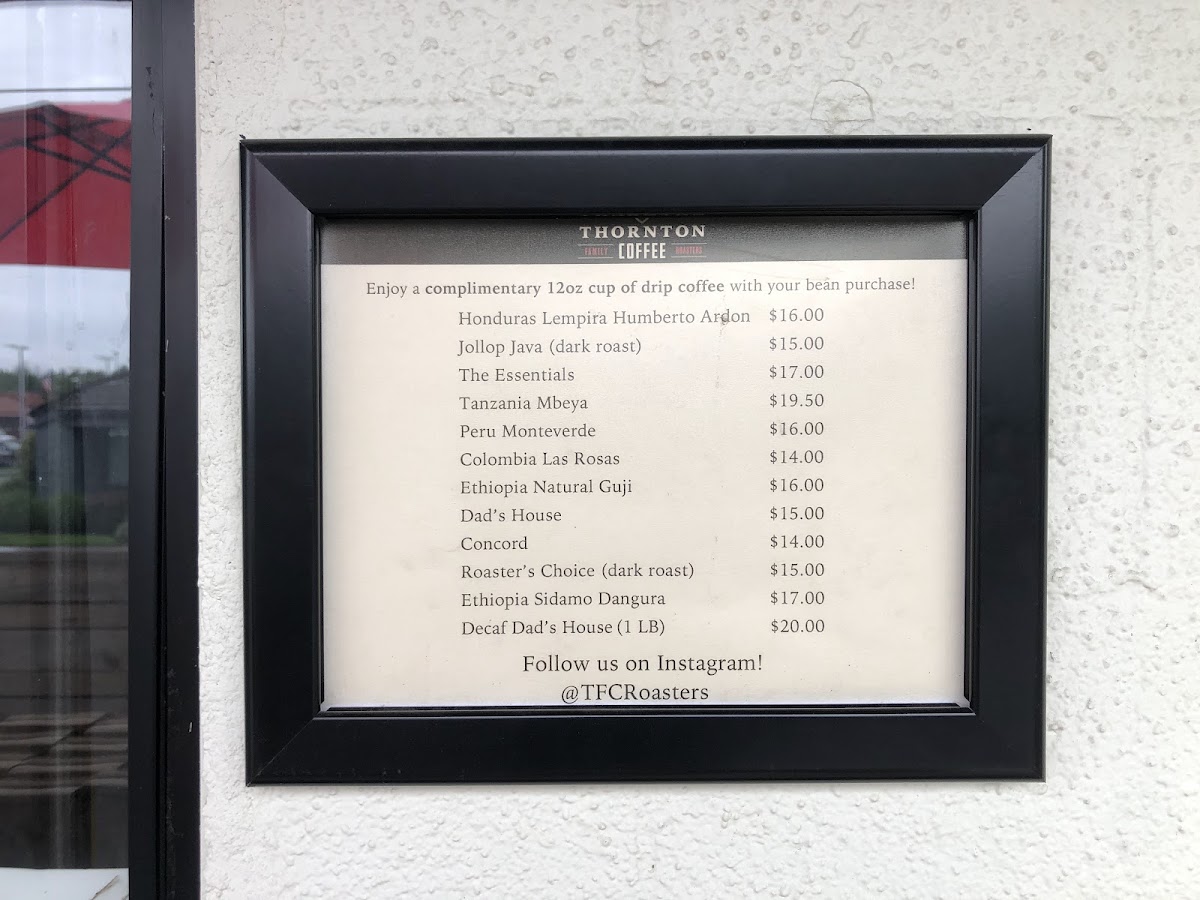 THORNTON
FAMILY COFFEE ROASTERS
Enjoy a complimentary 12oz cup of drip coffee with your bean purchase!
Honduras Lempira Humberto Ardon $16.00
Jollop Java (dark roast) $15.00
The Essentials $17.00
Tanzania Mbeya $19.50
Peru Monteverde $16.00
Colombia Las Rosas $14.00
Ethiopia Natural Guji $16.00
Dad's House $15.00
Concord $14.00
Roaster's Choice (dark roast) $15.00
Ethiopia Sidamo Dangura $17.00
Decaf Dad's House (1 LB) $20.00
Follow us on Instagram!
@TFCRoasters